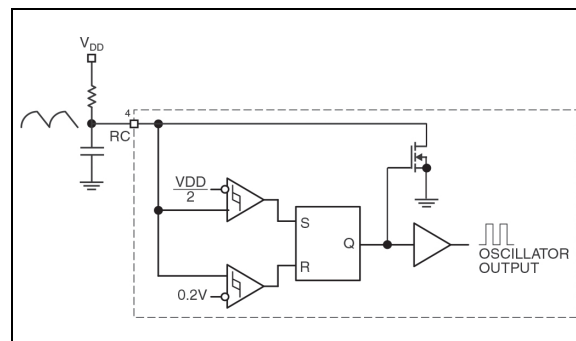 VDD
4
RC
VDD
2
S
Q
R
0.2V
OSCILLATOR
OUTPUT